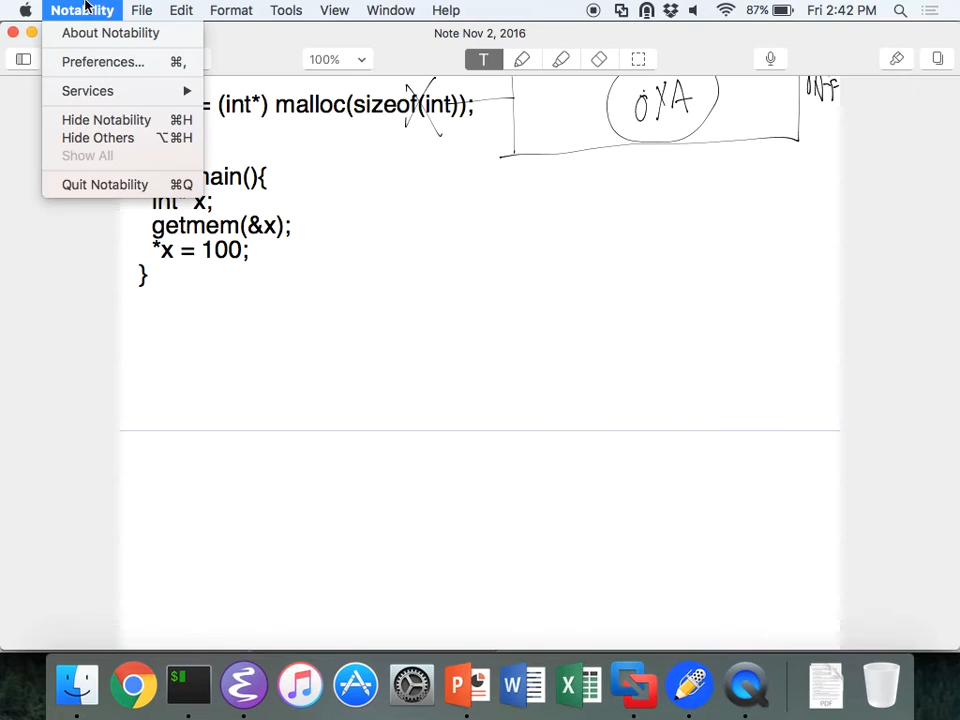 Notability File Edit Format Tools View Window Help 87% Fri 2:42 PM
Note Nov 2, 2016
About Notability
Preferences... ⌘,
Services
Hide Notability ⌘H
Hide Others ⌥⌘H
Show All
Quit Notability ⌘Q
100%
T
= (int*) malloc(sizeof(int));
0XA
ain(){
int* x;
getmem(&x);
*x = 100;
}
$
P
W
X
PDF